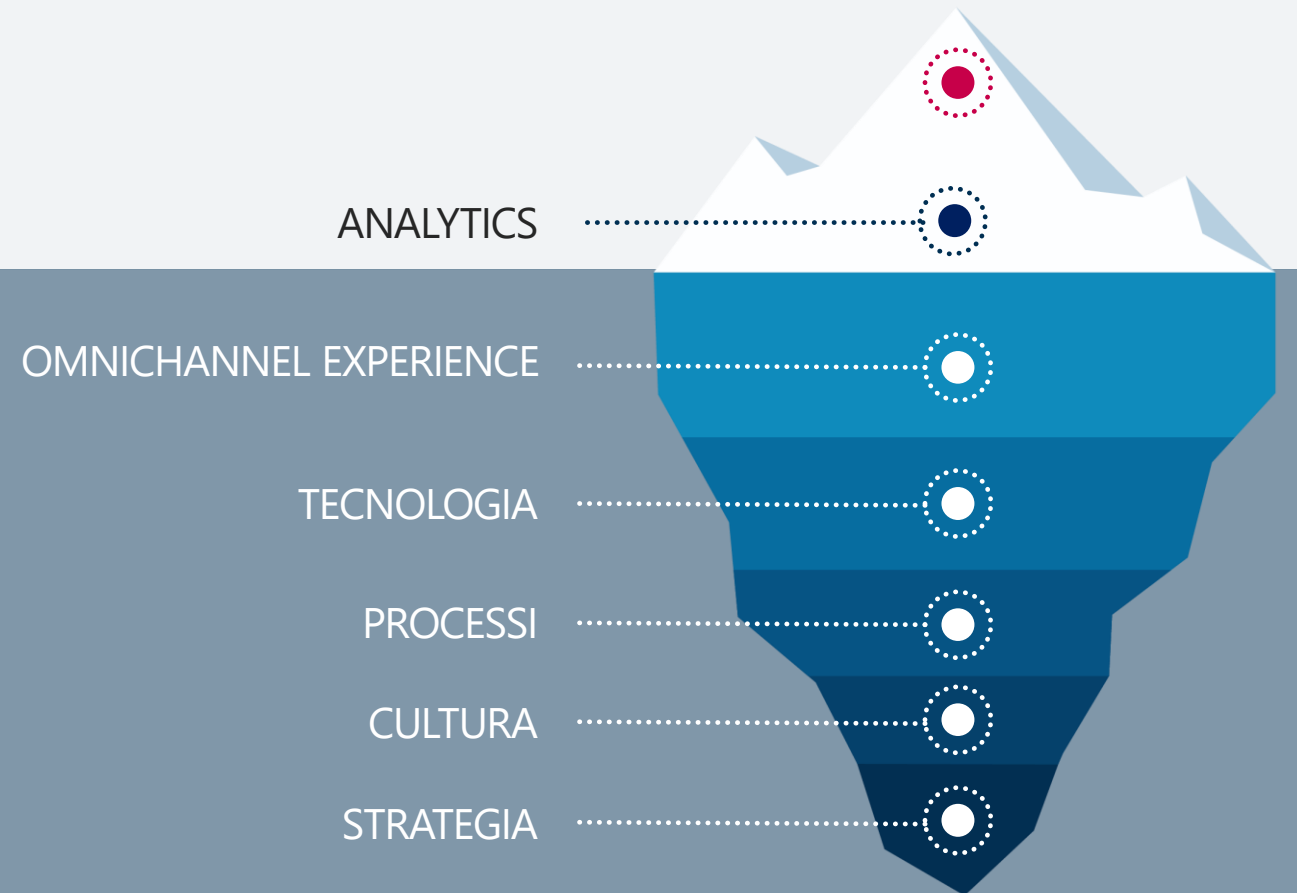 ANALYTICS
OMNICHANNEL EXPERIENCE
TECNOLOGIA
PROCESSI
CULTURA
STRATEGIA